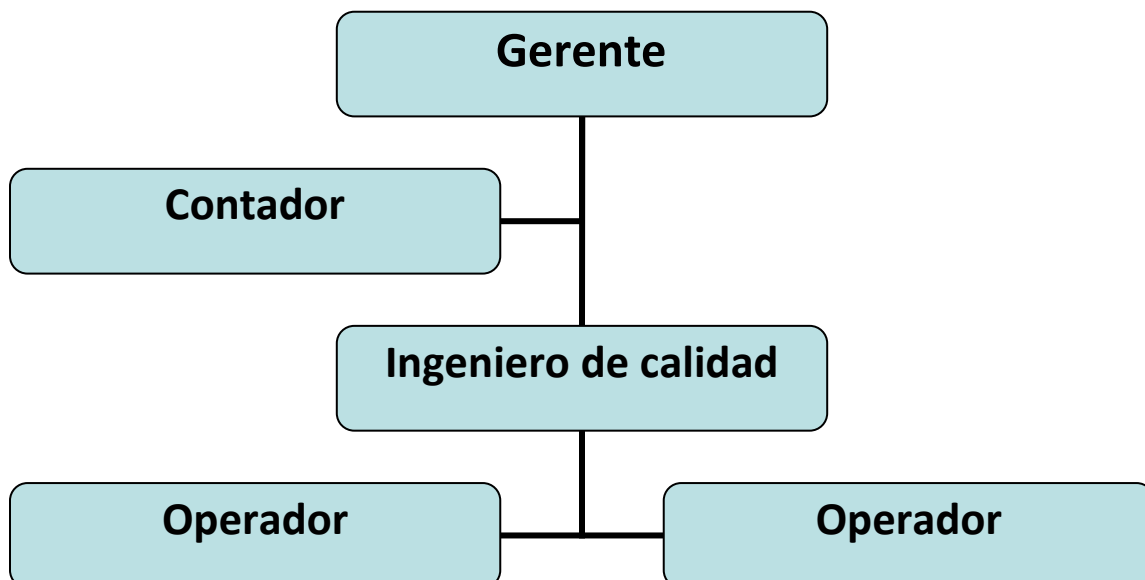 Gerente
Contador
Ingeniero de calidad
Operador
Operador